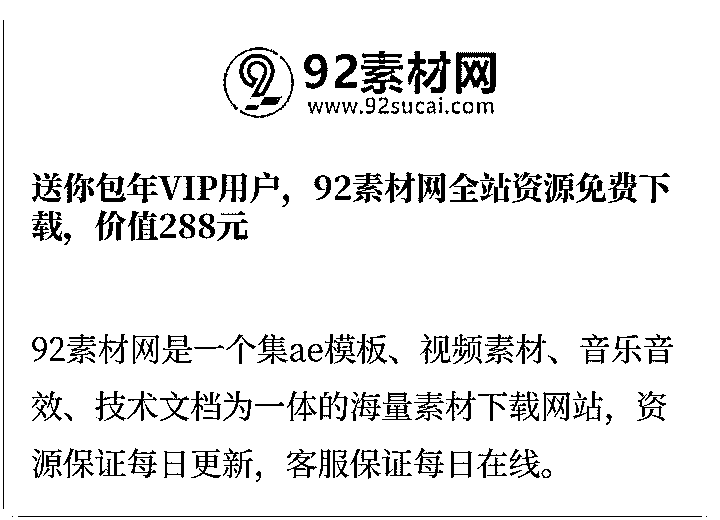 92素材网
www.92sucai.com
送你包年VIP用户，92素材网全站资源免费下
载，价值288元
92素材网是一个集ae模板、视频素材、音乐音
效、技术文档为一体的海量素材下载网站，资
源保证每日更新，客服保证每日在线。